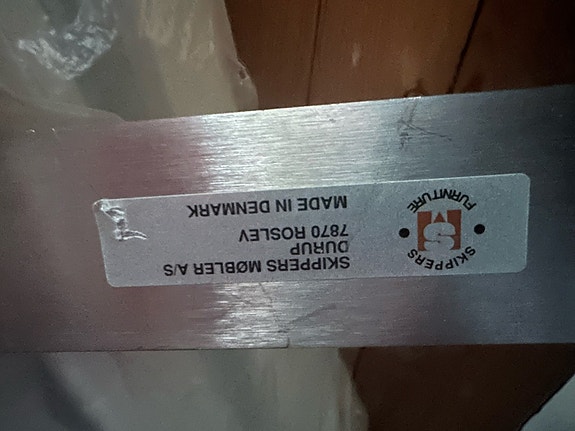 SKIPPERS
S
FURNITURE
SKIPPERS MØBLER A/S
DURUP
7870 ROSLEV
MADE IN DENMARK